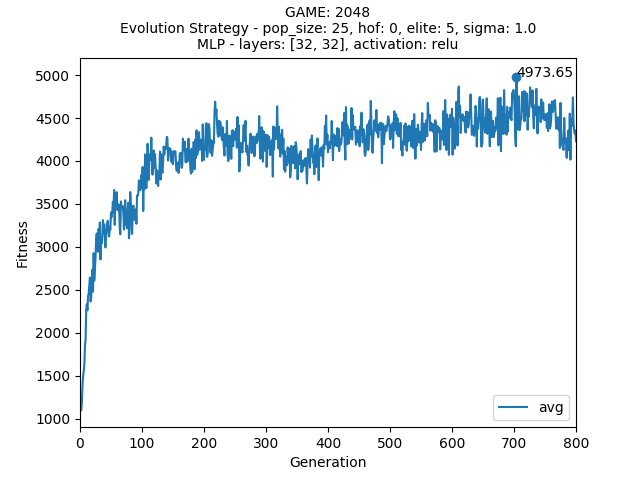 GAME: 2048
Evolution Strategy - pop_size: 25, hof: 0, elite: 5, sigma: 1.0
MLP - layers: [32, 32], activation: relu
4973.65
5000
4500
4000
3500
3000
2500
2000
1500
1000
Fitness
avg
0 100 200 300 400 500 600 700 800
Generation